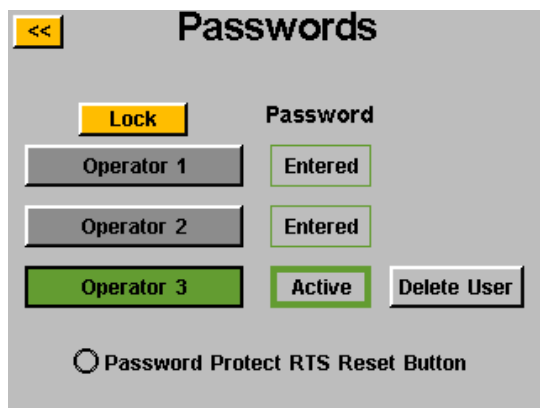 <<
Passwords
Lock
Password
Operator 1
Entered
Operator 2
Entered
Operator 3
Active
Delete User
Password Protect RTS Reset Button